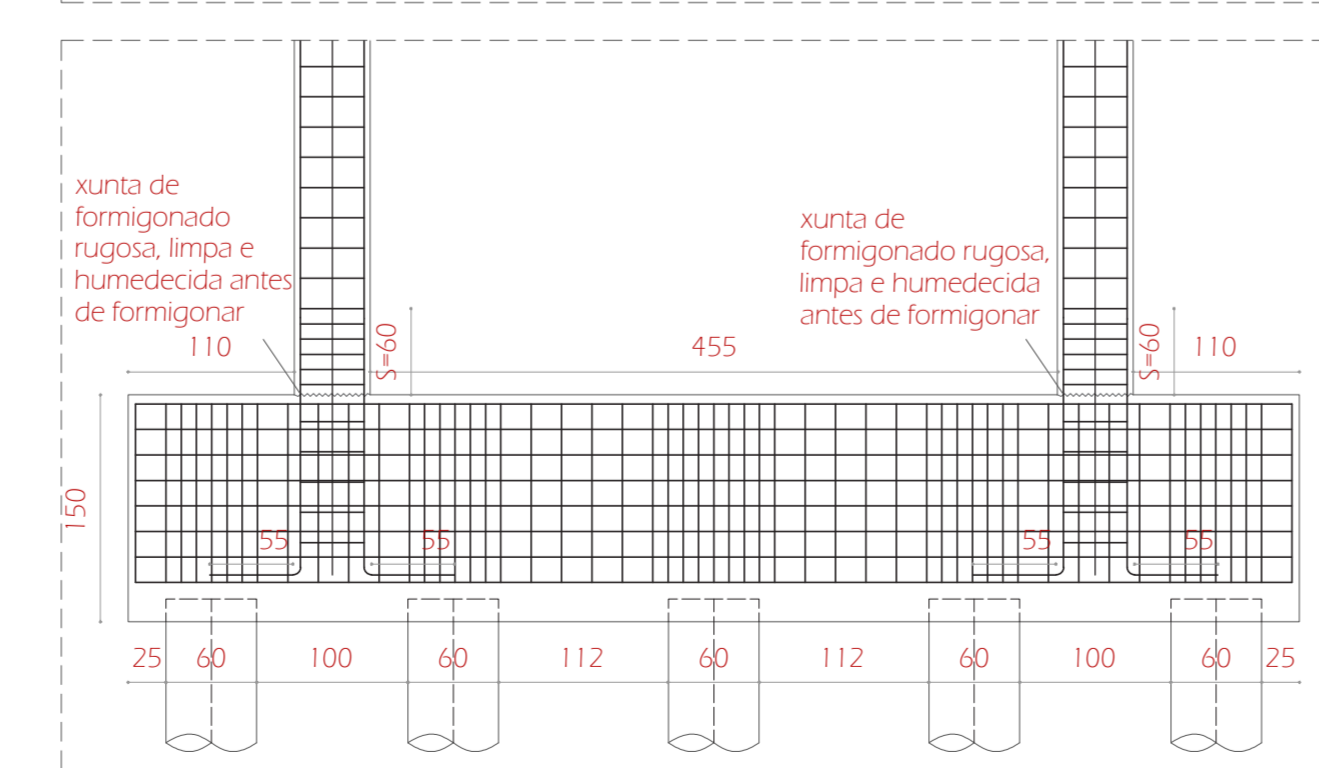 xunta de
formigonado
rugosa, limpa e
humedecida antes
de formigonar
xunta de
formigonado rugosa,
limpa e humedecida
antes de formigonar
110
S=60
455
S=60
110
150
55
55
55
55
25 60 100 60 112 60 112 60 100 60 25